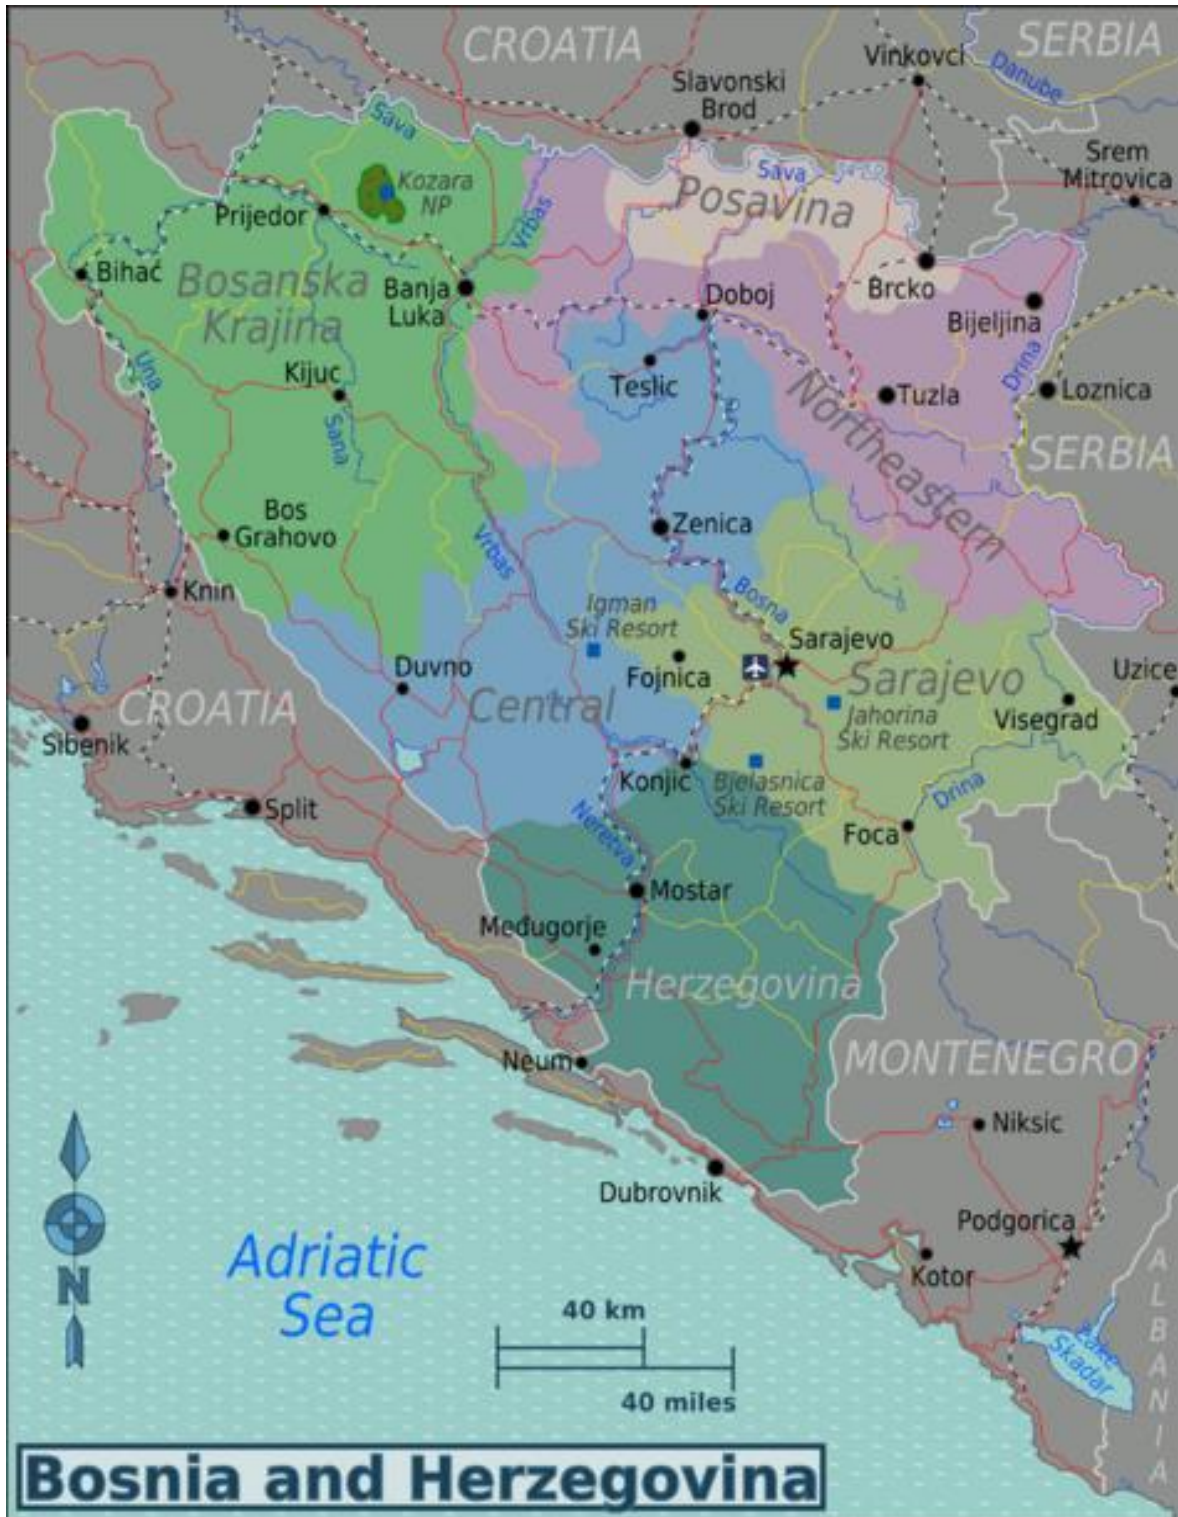 CROATIA
SERBIA
Vinkovci
Danube
Slavonski
Brod
Srem
Mitrovica
Sava
Sava
Kozara
NP
Posavina
Prijedor
Vrbas
Bihać
Bosanska
Krajina
Banja
Luka
Doboj
Brcko
Bijeljina
Una
Kijuc
Teslic
Tuzla
Drina
Loznica
Sana
Northeastern
SERBIA
Bos
Grahovo
Zenica
Vrbas
Knin
Igman
Ski Resort
Bosna
Sarajevo
Fojnica
Sarajevo
Uzice
Duvno
Central
CROATIA
Jahorina
Ski Resort
Visegrad
Sibenik
Konjic
Bjelasnica
Ski Resort
Drina
Split
Neretva
Foca
Mostar
Međugorje
Herzegovina
Neum
MONTENEGRO
Niksic
Dubrovnik
Podgorica
Kotor
Adriatic
Sea
N
40 km
40 miles
Lake
Skadar
ALBANIA
Bosnia and Herzegovina